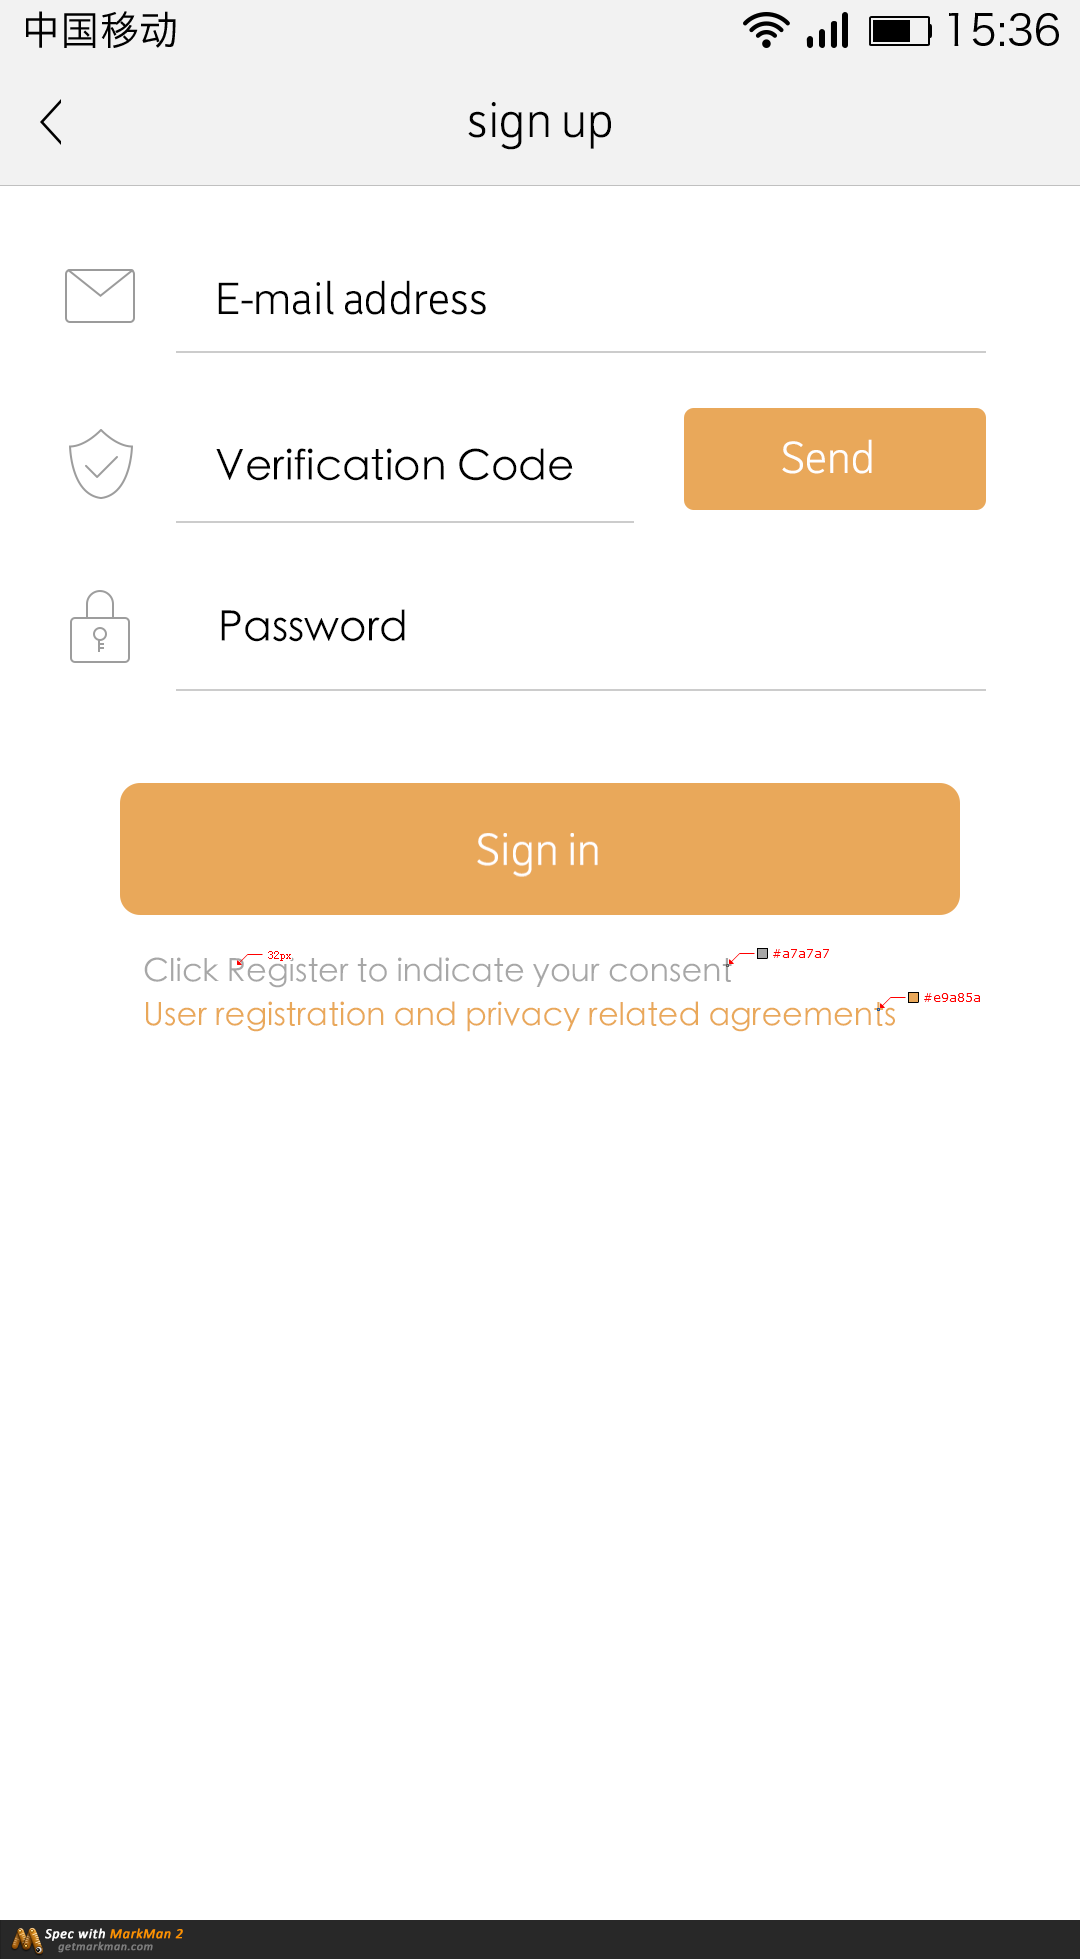 中国移动 15:36
sign up
E-mail address
Verification Code Send
Password
Sign in
32px, #a7a7a7
Click Register to indicate your consent
#e9a85a
User registration and privacy related agreements
Spec with MarkMan 2
getmarkman.com